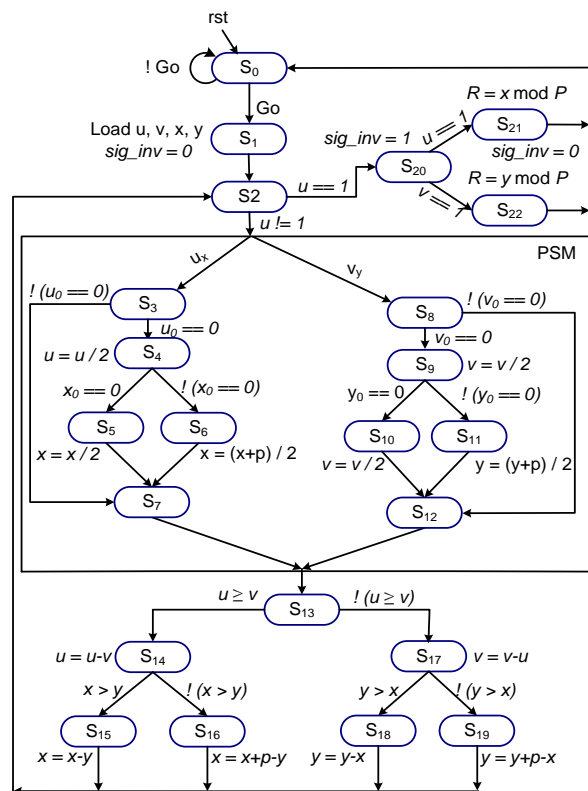 rst
! Go
S0
Go
Load u, v, x, y
sig_inv = 0
S1
S2
u == 1
u != 1
sig_inv = 1
S20
u == 1
v == 1
R = x mod P
S21
sig_inv = 0
R = y mod P
S22
PSM
ux
vy
! (u0 == 0)
S3
u0 == 0
u = u / 2
S4
x0 == 0
! (x0 == 0)
S5
S6
x = x / 2
x = (x+p) / 2
S7
S8
! (v0 == 0)
v0 == 0
S9
v = v / 2
y0 == 0
! (y0 == 0)
S10
S11
v = v / 2
y = (y+p) / 2
S12
u ≥ v
S13
! (u ≥ v)
u = u-v
S14
x > y
! (x > y)
S15
S16
x = x-y
x = x+p-y
S17
v = v-u
y > x
! (y > x)
S18
S19
y = y-x
y = y+p-x